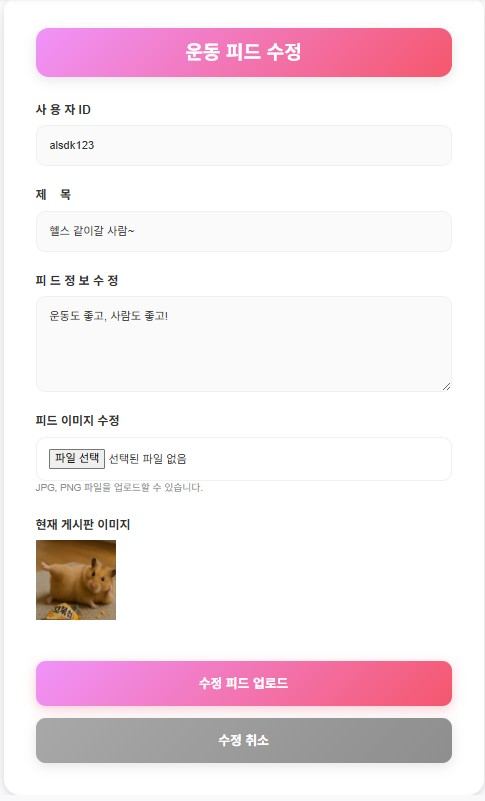 운동 피드 수정
사 용 자 ID
alsdk123
제 목
헬스 같이갈 사람~
피 드 정 보 수 정
운동도 좋고, 사람도 좋고!
피드 이미지 수정
파일 선택 선택된 파일 없음
JPG, PNG 파일을 업로드할 수 있습니다.
현재 게시판 이미지
수정 피드 업로드
수정 취소